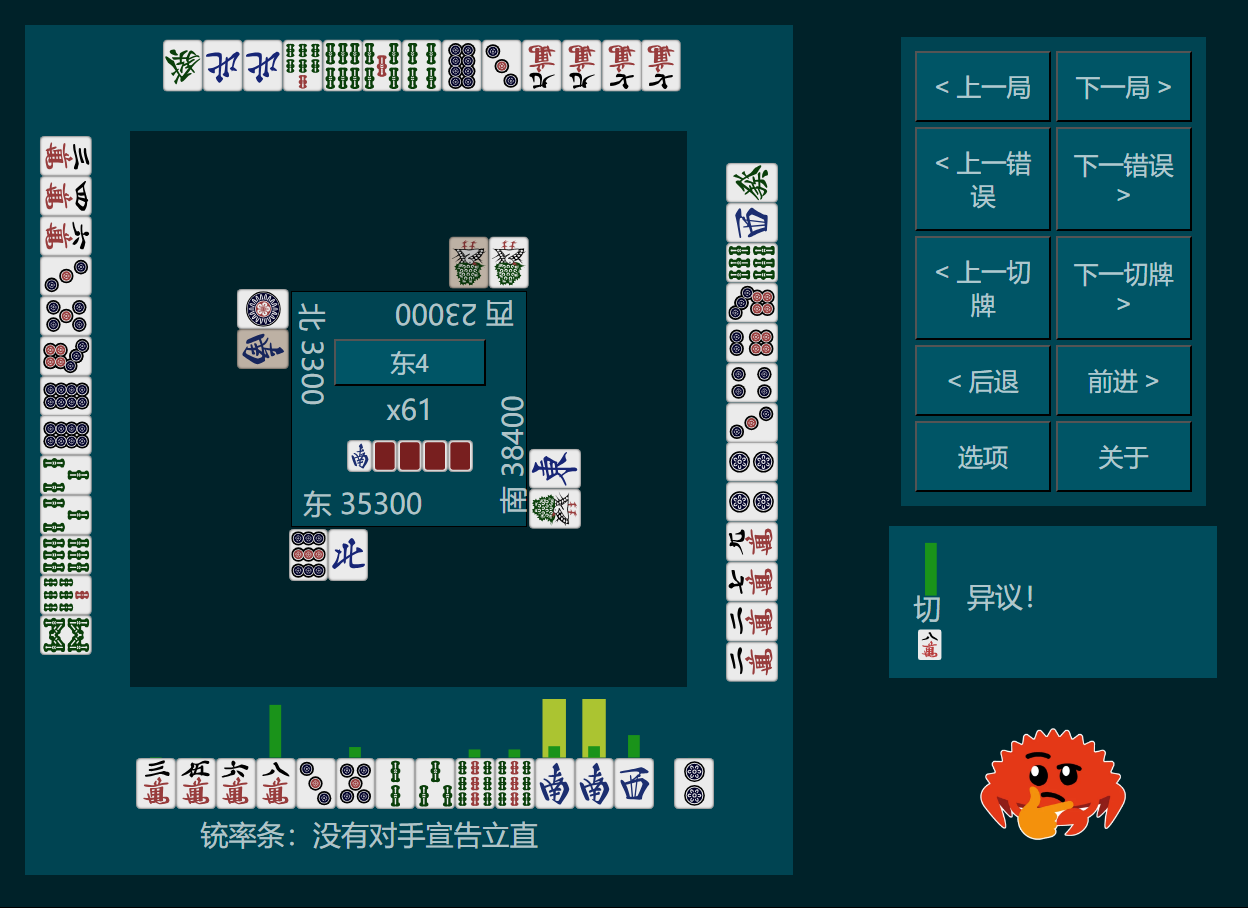 北 3300
西 23000
东4
x61
南 38400
东 35300
铳率条：没有对手宣告立直
< 上一局
下一局 >
< 上一错
误
下一错误
>
< 上一切
牌
下一切牌
>
< 后退
前进 >
选项
关于
切
异议！